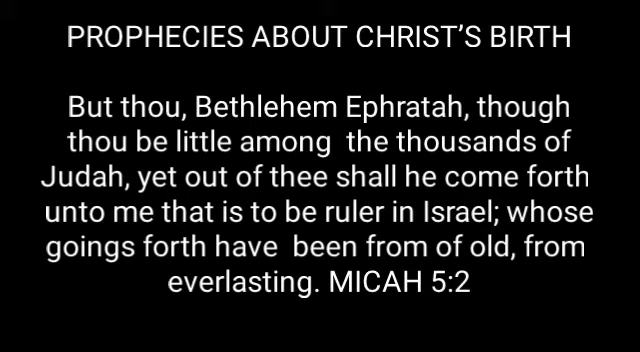 PROPHECIES ABOUT CHRIST’S BIRTH
But thou, Bethlehem Ephratah, though
thou be little among the thousands of
Judah, yet out of thee shall he come forth
unto me that is to be ruler in Israel; whose
goings forth have been from of old, from
everlasting. MICAH 5:2